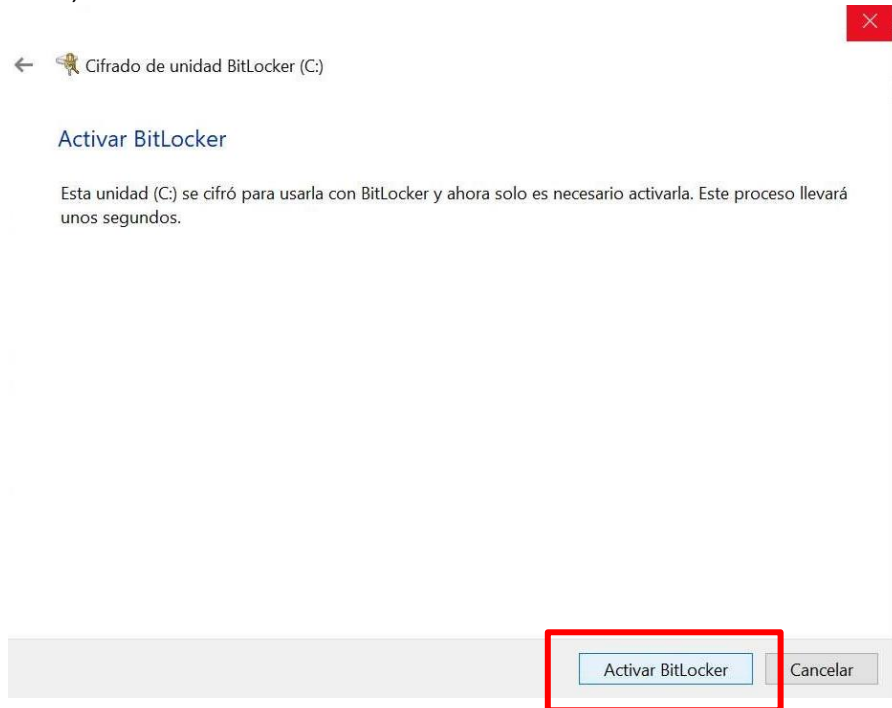 Cifrado de unidad BitLocker (C:)
Activar BitLocker
Esta unidad (C:) se cifró para usarla con BitLocker y ahora solo es necesario activarla. Este proceso llevará
unos segundos.
Activar BitLocker
Cancelar